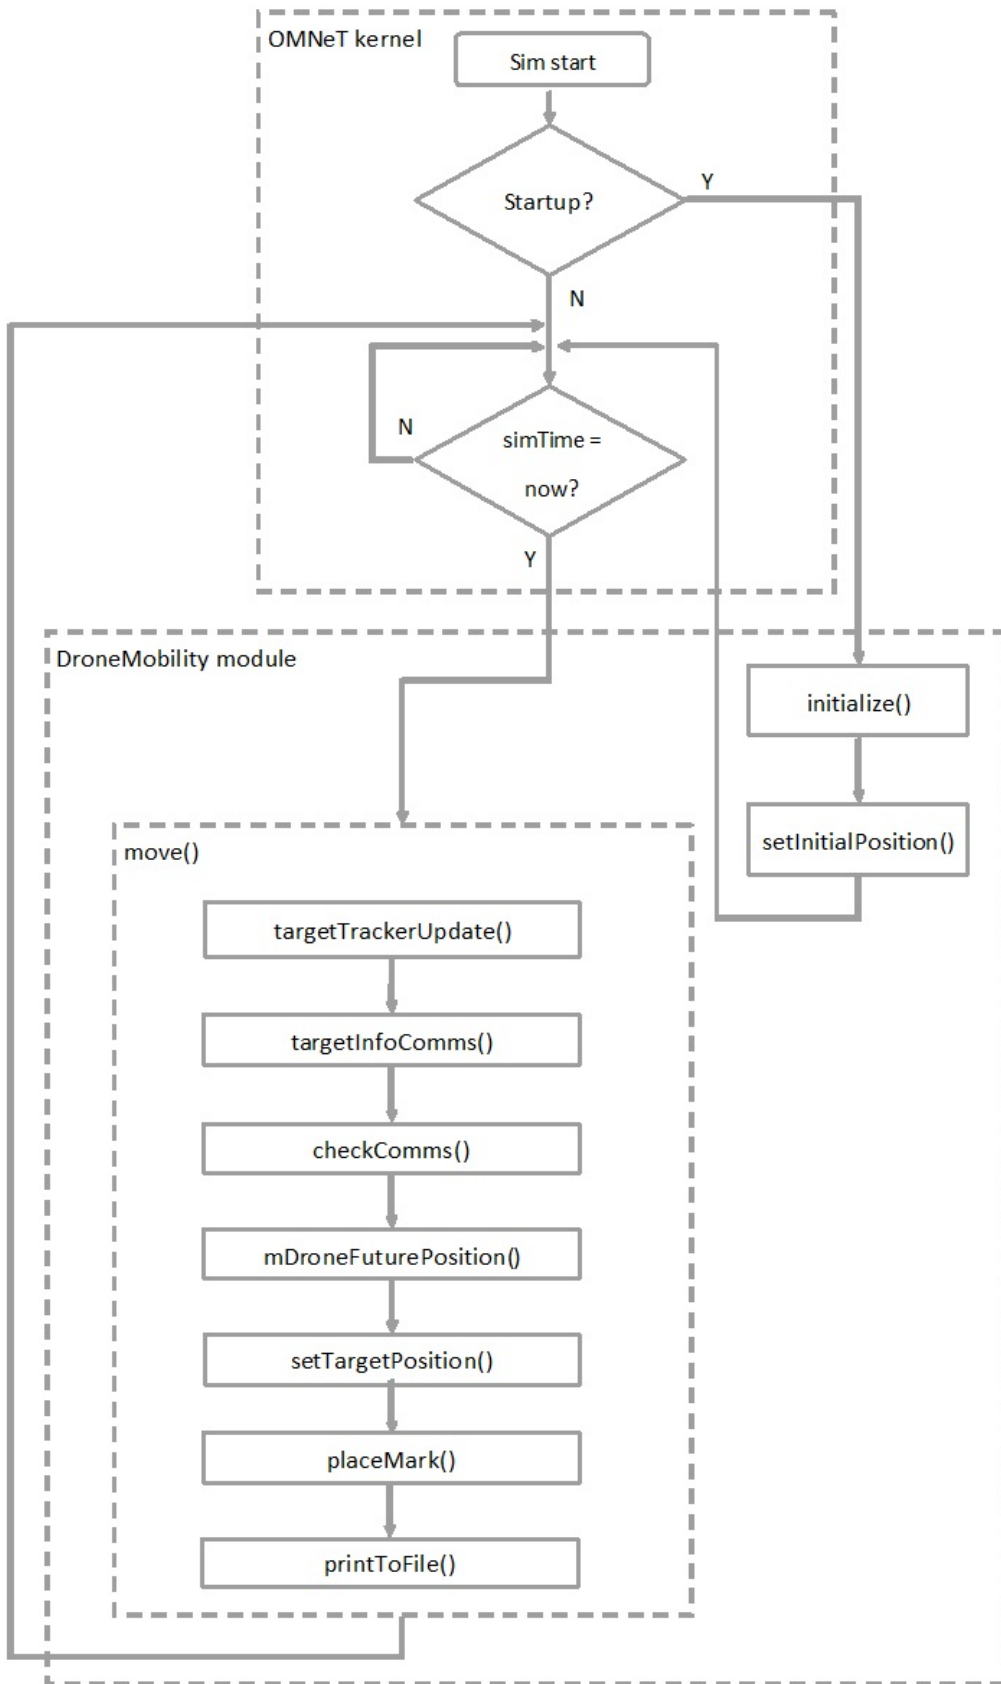 OMNeT kernel
Sim start
Startup?
Y
N
N
simTime =
now?
Y
DroneMobility module
initialize()
setInitialPosition()
move()
targetTrackerUpdate()
targetInfoComms()
checkComms()
mDroneFuturePosition()
setTargetPosition()
placeMark()
printToFile()